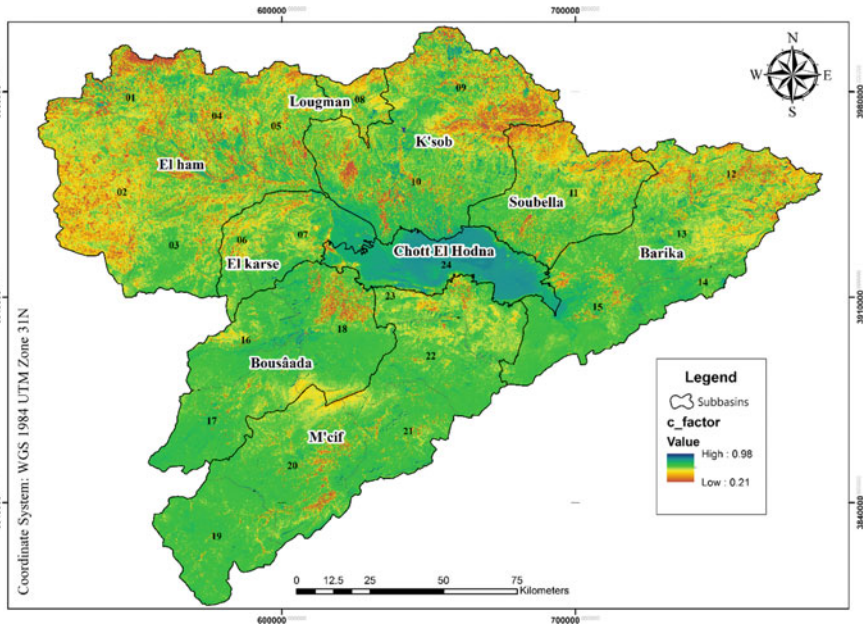 600000
700000
N
W E
S
3980000
01
04
05
Lougman
08
09
K'sob
El ham
02
10
12
Soubella
11
03
06
07
El karse
Chott El Hodna
24
13
Barika
14
3910000
23
15
16
18
Bousâada
22
17
M'cif
21
20
19
3840000
Legend
Subbasins
c_factor
Value
High : 0.98
Low : 0.21
Coordinate System: WGS 1984 UTM Zone 31N
0 12.5 25 50 75
Kilometers
600000
700000